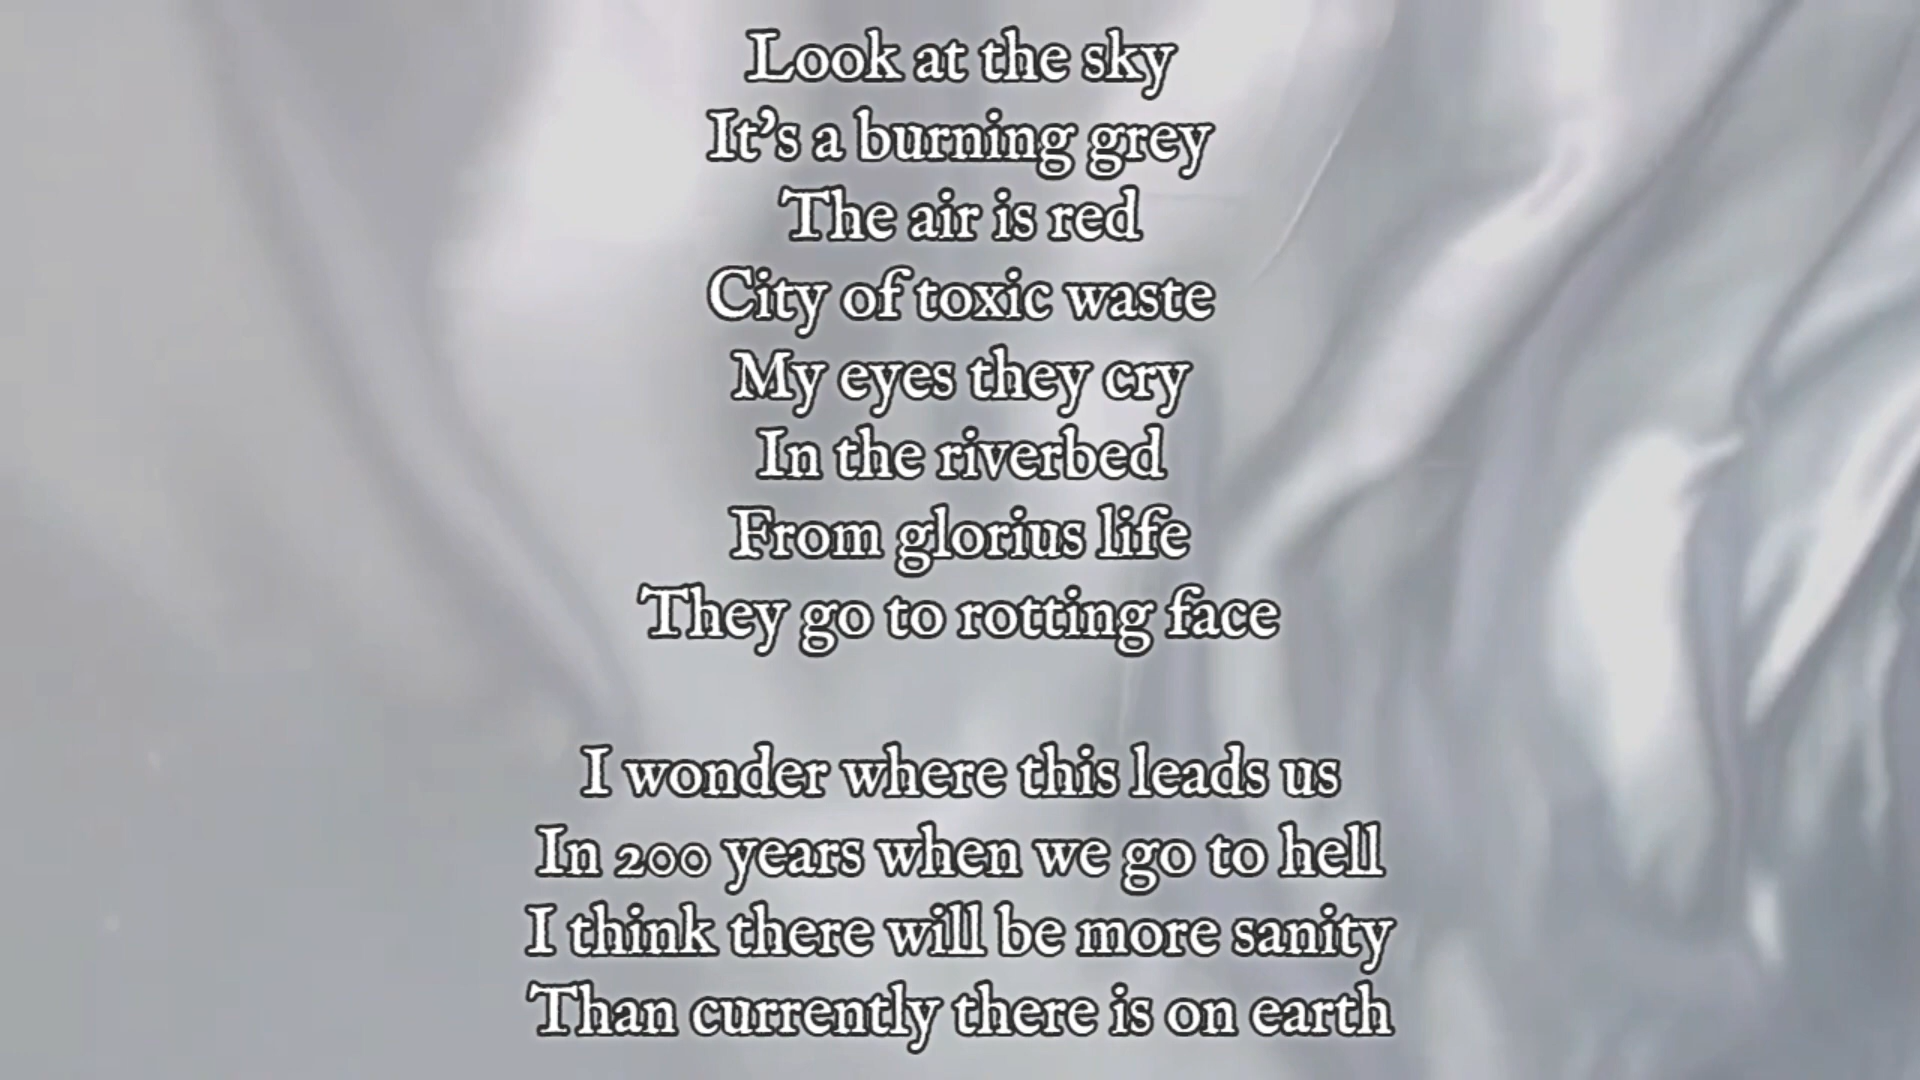 Look at the sky
It's a burning grey
The air is red
City of toxic waste
My eyes they cry
In the riverbed
From glorius life
They go to rotting face
I wonder where this leads us
In 200 years when we go to hell
I think there will be more sanity
Than currently there is on earth